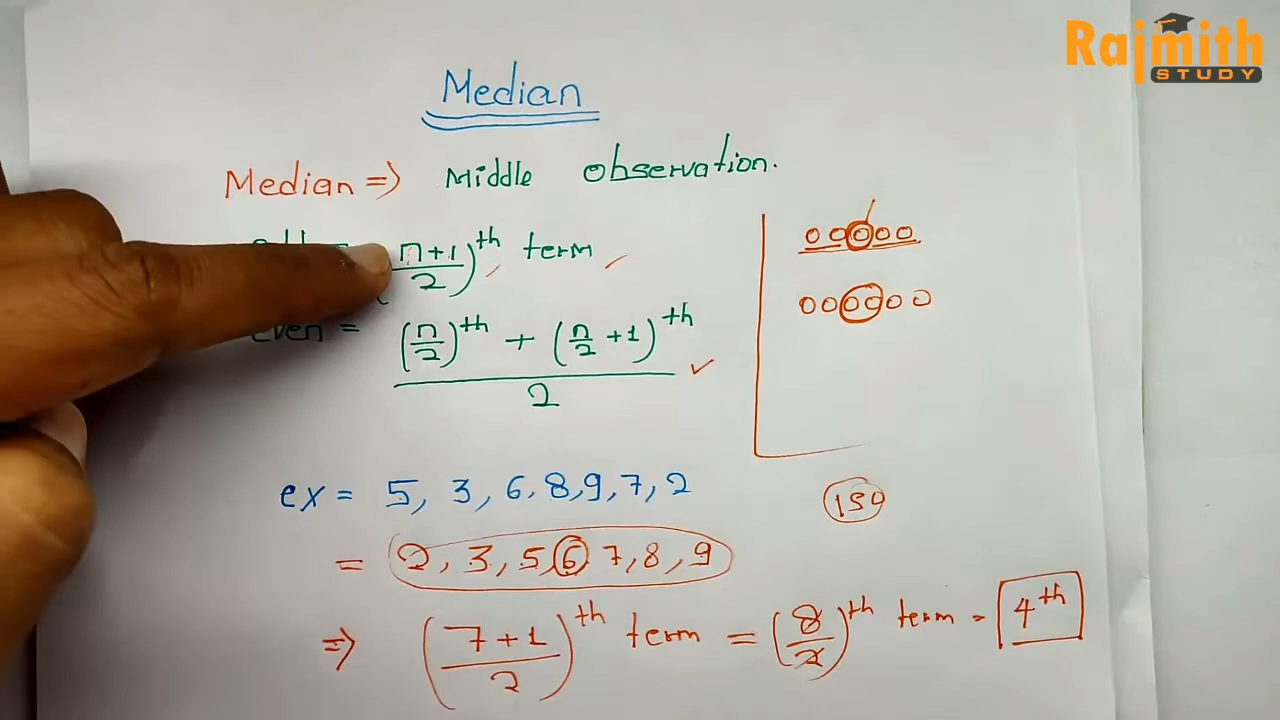 Rajmith
STUDY
Median
Median => Middle observation.
(n+1/2)th term
even = (n/2)th + (n/2 +1)th / 2
ex = 5, 3, 6, 8, 9, 7, 2
= 2, 3, 5, 6 7, 8, 9
150
=> (7+1/2)th term = (8/2)th term = 4th